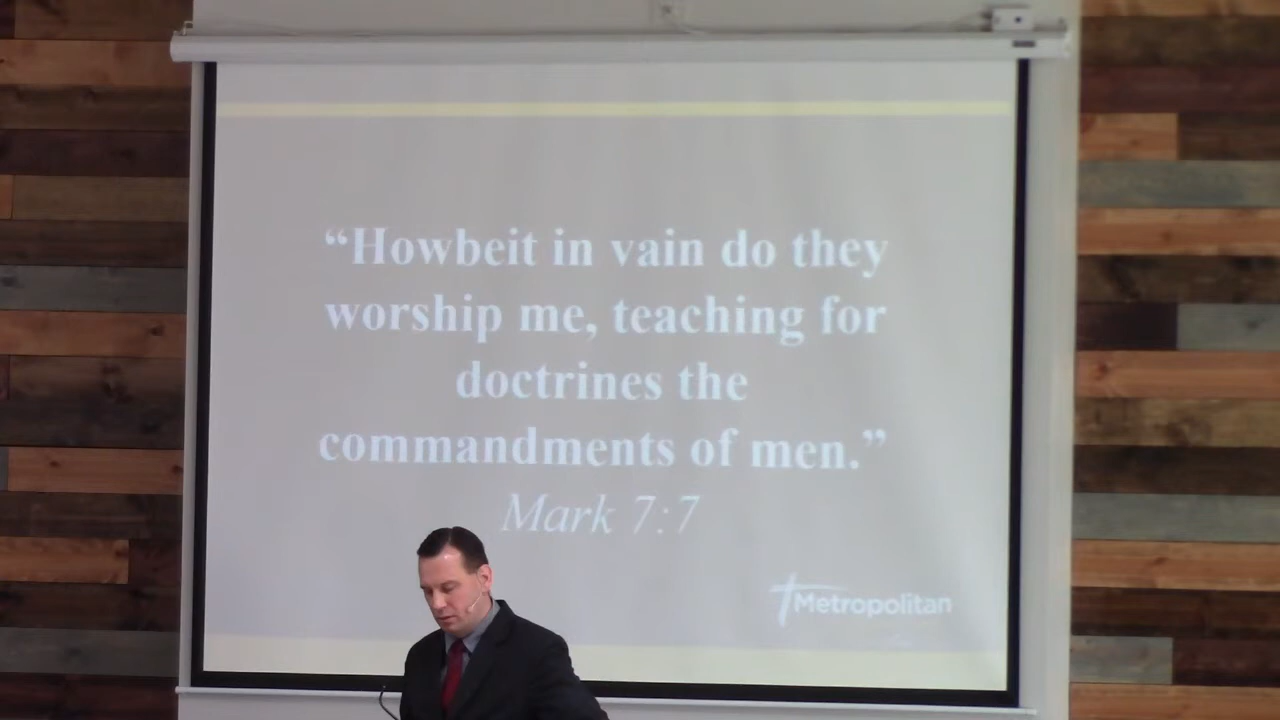 “Howbeit in vain do they
worship me, teaching for
doctrines the
commandments of men.”
Mark 7:7
Metropolitan